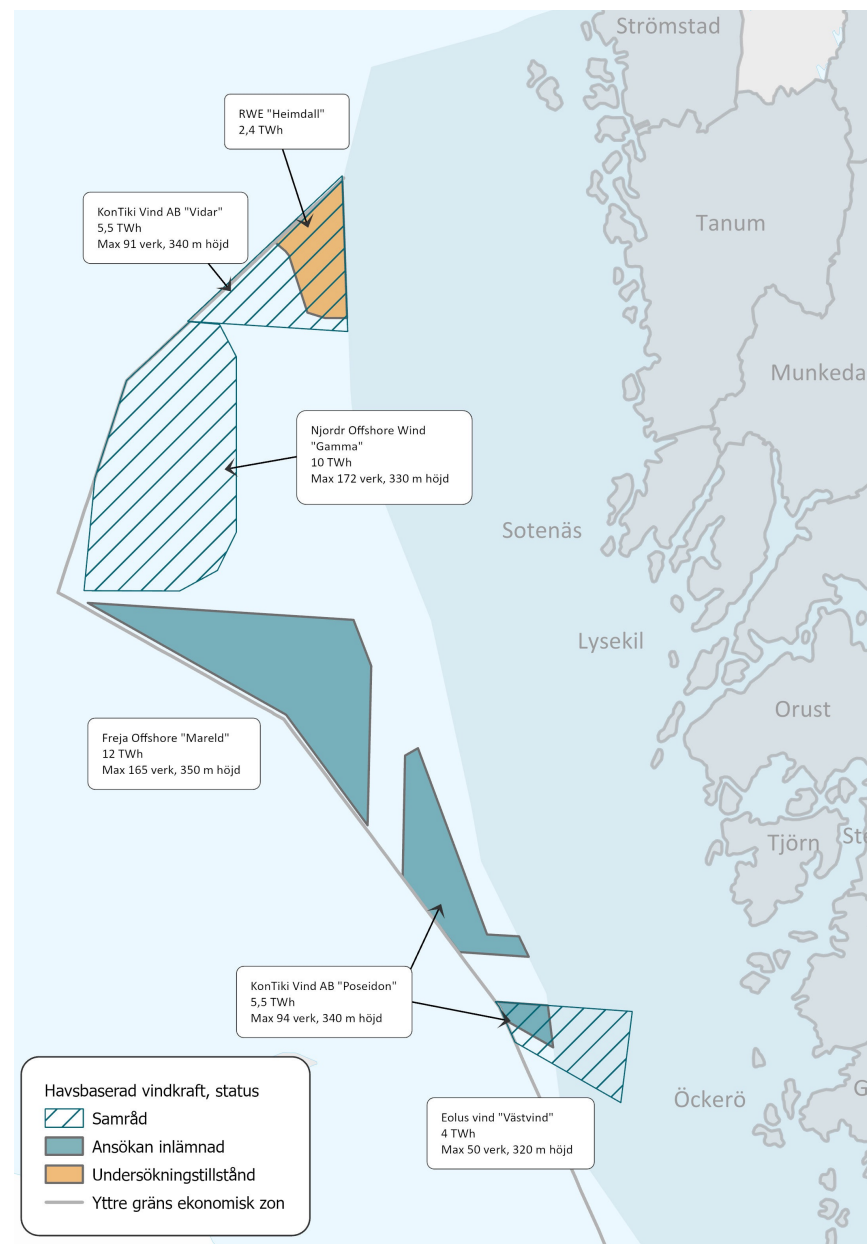 Strömstad
RWE "Heimdall"
2,4 TWh
KonTiki Vind AB "Vidar"
5,5 TWh
Max 91 verk, 340 m höjd
Tanum
Munkeda
Njordr Offshore Wind
"Gamma"
10 TWh
Max 172 verk, 330 m höjd
Sotenäs
Lysekil
Orust
Freja Offshore "Mareld"
12 TWh
Max 165 verk, 350 m höjd
Tjörn
Ste
KonTiki Vind AB "Poseidon"
5,5 TWh
Max 94 verk, 340 m höjd
Öckerö
G
Eolus vind "Västvind"
4 TWh
Max 50 verk, 320 m höjd
Havsbaserad vindkraft, status
Samråd
Ansökan inlämnad
Undersökningstillstånd
Yttre gräns ekonomisk zon